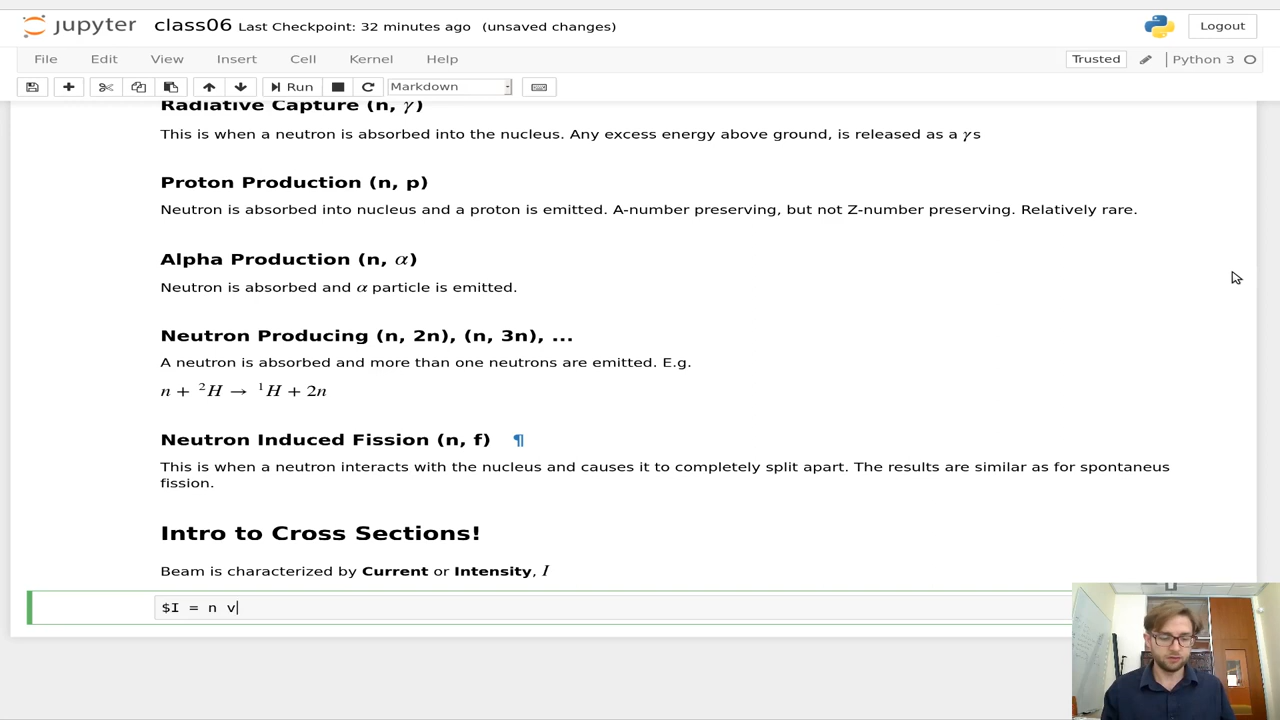 jupyter class06 Last Checkpoint: 32 minutes ago (unsaved changes) Logout
File Edit View Insert Cell Kernel Help Trusted Python 3
Run Markdown
Radiative Capture (n, γ)
This is when a neutron is absorbed into the nucleus. Any excess energy above ground, is released as a γ s
Proton Production (n, p)
Neutron is absorbed into nucleus and a proton is emitted. A-number preserving, but not Z-number preserving. Relatively rare.
Alpha Production (n, α)
Neutron is absorbed and α particle is emitted.
Neutron Producing (n, 2n), (n, 3n), ...
A neutron is absorbed and more than one neutrons are emitted. E.g.
n + ²H → ¹H + 2n
Neutron Induced Fission (n, f) ¶
This is when a neutron interacts with the nucleus and causes it to completely split apart. The results are similar as for spontaneus
fission.
Intro to Cross Sections!
Beam is characterized by Current or Intensity, I
$I = n v